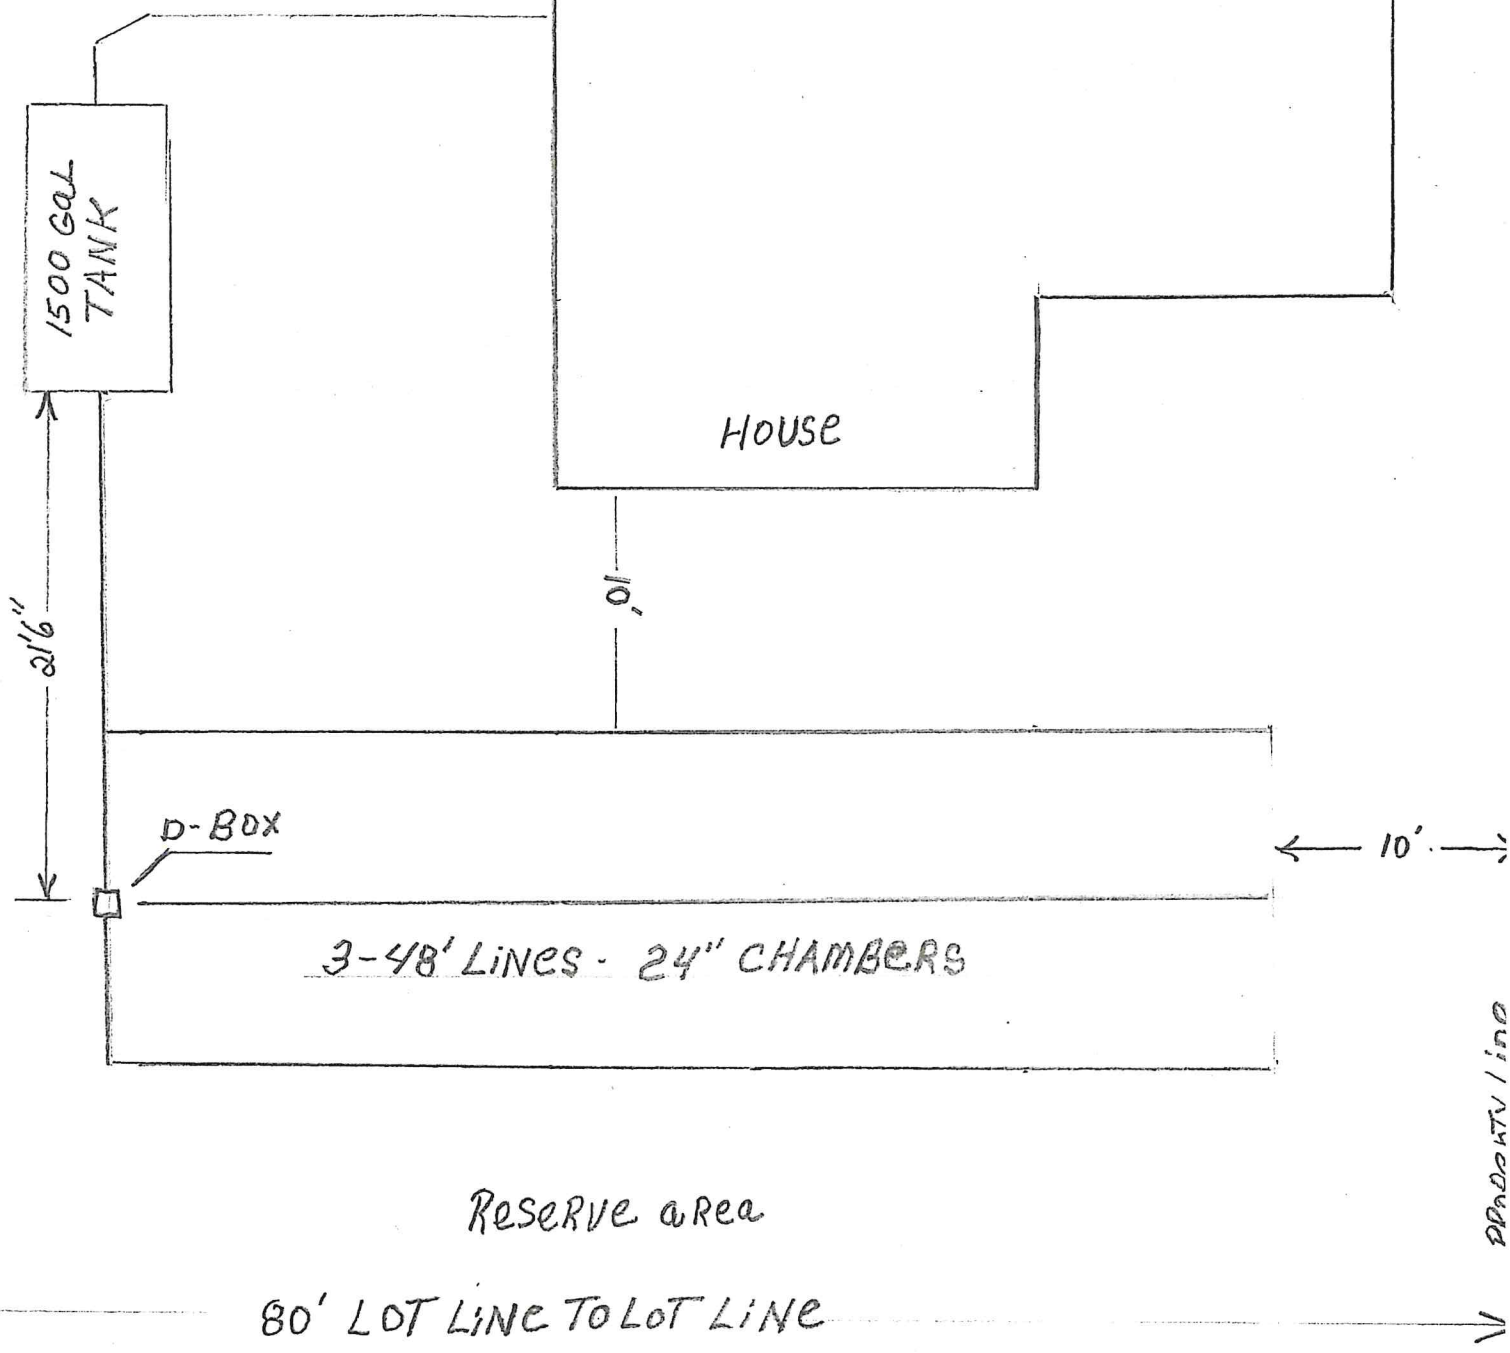 1500 GaL
TANK
HOUSe
21'6"
10'
D-BOX
10'.
3-48' LiNeS - 24" CHAMBeRS
ReSeRVe aRea
80' LOT LiNe TO LoT LiNe